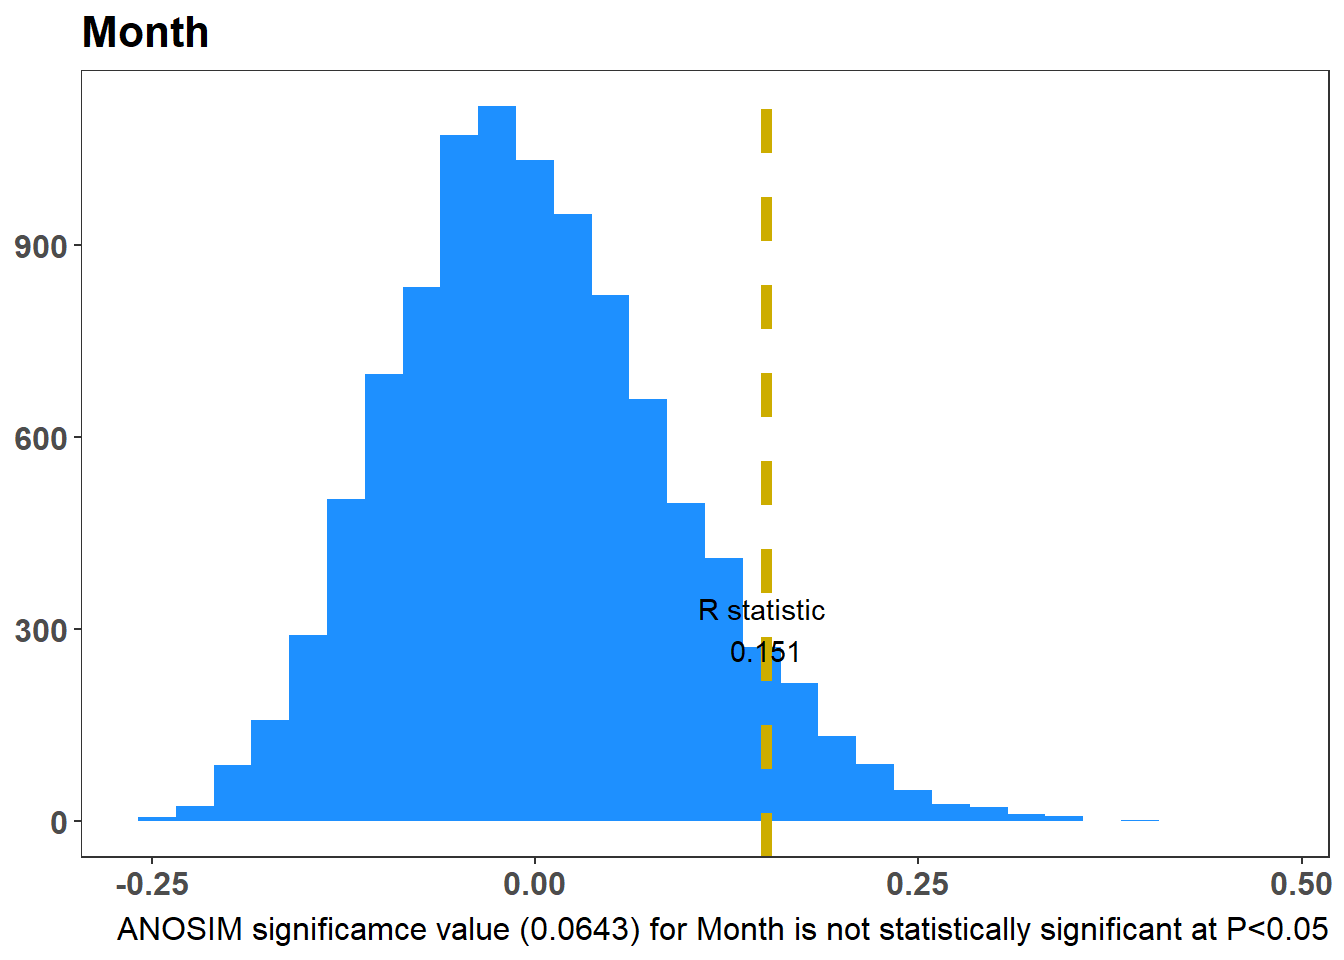 Month
900
600
300
0
R statistic
0.151
-0.25 0.00 0.25 0.50
ANOSIM significamce value (0.0643) for Month is not statistically significant at P<0.05